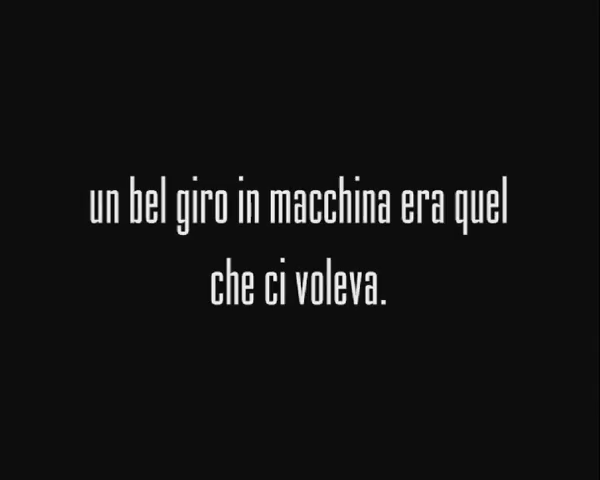 un bel giro in macchina era quel
che ci voleva.